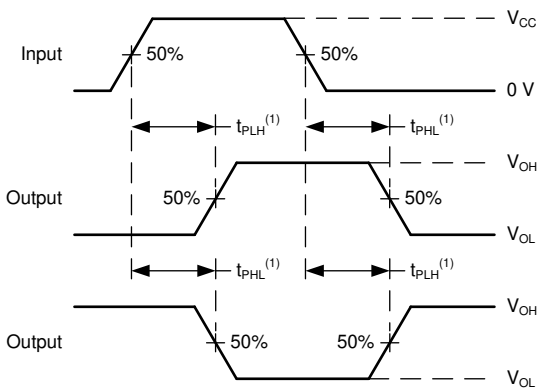 V<sub>CC</sub>
Input 50% 50%
0 V
t<sub>PLH</sub><sup>(1)</sup> t<sub>PHL</sub><sup>(1)</sup>
V<sub>OH</sub>
Output 50% 50%
V<sub>OL</sub>
t<sub>PHL</sub><sup>(1)</sup> t<sub>PLH</sub><sup>(1)</sup>
V<sub>OH</sub>
Output 50% 50%
V<sub>OL</sub>